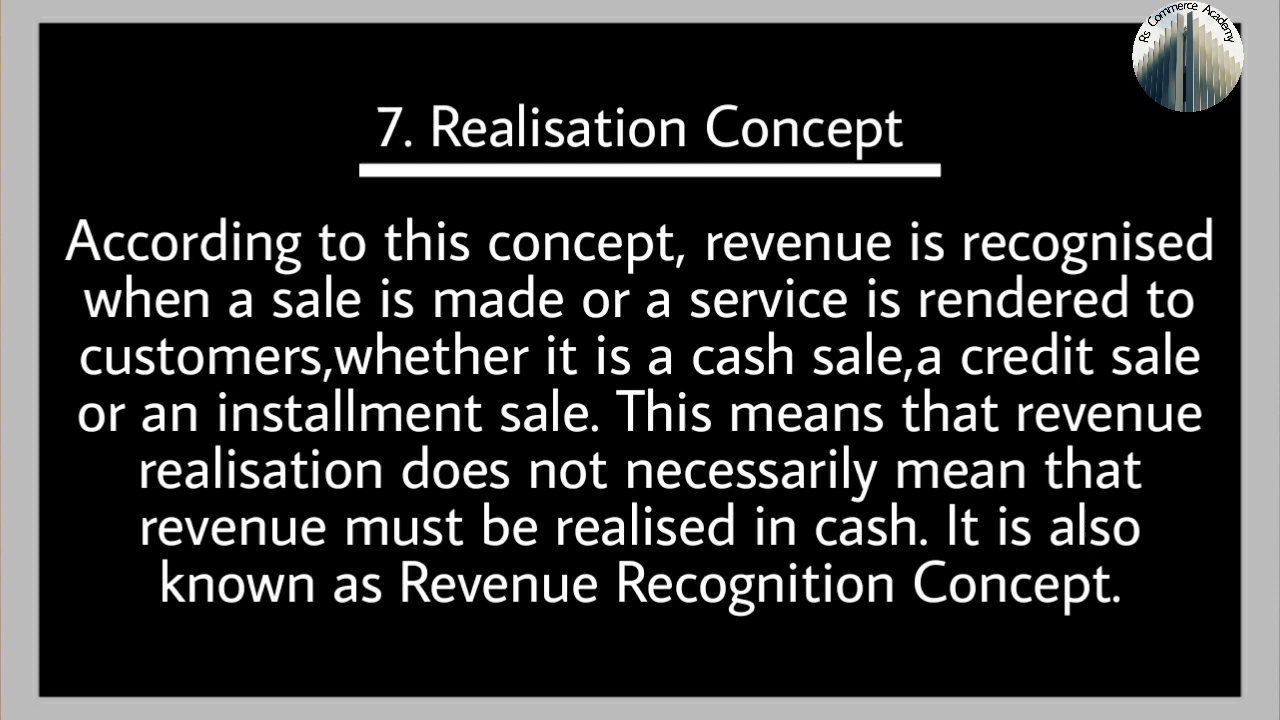 Rs Commerce Academy
7. Realisation Concept
According to this concept, revenue is recognised
when a sale is made or a service is rendered to
customers,whether it is a cash sale,a credit sale
or an installment sale. This means that revenue
realisation does not necessarily mean that
revenue must be realised in cash. It is also
known as Revenue Recognition Concept.